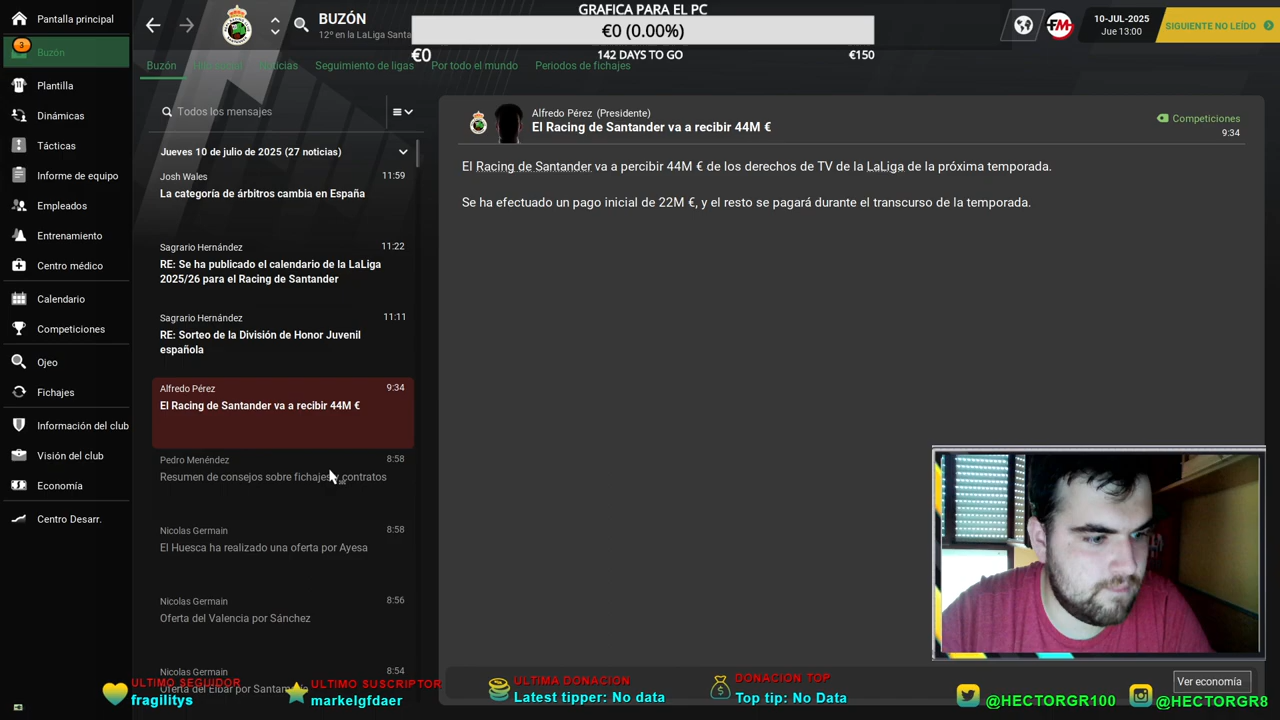 Pantalla principal
3
Buzón
Plantilla
Dinámicas
Tácticas
Informe de equipo
Empleados
Entrenamiento
Centro médico
Calendario
Competiciones
Ojeo
Fichajes
Información del club
Visión del club
Economía
Centro Desarr.
BUZÓN
12º en la LaLiga Santa
GRAFICA PARA EL PC
€0 (0.00%)
€0
142 DAYS TO GO
€150
FM
10-JUL-2025
Jue 13:00
SIGUIENTE NO LEÍDO
Buzón
Noticias
Seguimiento de ligas
Por todo el mundo
Periodos de fichajes
Todos los mensajes
Jueves 10 de julio de 2025 (27 noticias)
Josh Wales
11:59
La categoría de árbitros cambia en España
Sagrario Hernández
11:22
RE: Se ha publicado el calendario de la LaLiga
2025/26 para el Racing de Santander
Sagrario Hernández
11:11
RE: Sorteo de la División de Honor Juvenil
española
Alfredo Pérez
9:34
El Racing de Santander va a recibir 44M €
Pedro Menéndez
8:58
Resumen de consejos sobre fichajes y contratos
Nicolas Germain
8:58
El Huesca ha realizado una oferta por Ayesa
Nicolas Germain
8:56
Oferta del Valencia por Sánchez
Nicolas Germain
8:54
Oferta del Eibar por
Alfredo Pérez (Presidente)
El Racing de Santander va a recibir 44M €
Competiciones
9:34
El Racing de Santander va a percibir 44M € de los derechos de TV de la LaLiga de la próxima temporada.
Se ha efectuado un pago inicial de 22M €, y el resto se pagará durante el transcurso de la temporada.
Ver economía
ULTIMO SEGUIDOR
fragilitys
ULTIMO SUSCRIPTOR
markelgfdaer
ULTIMA DONACION
Latest tipper: No data
DONACION TOP
Top tip: No Data
@HECTORGR100
@HECTORGR8